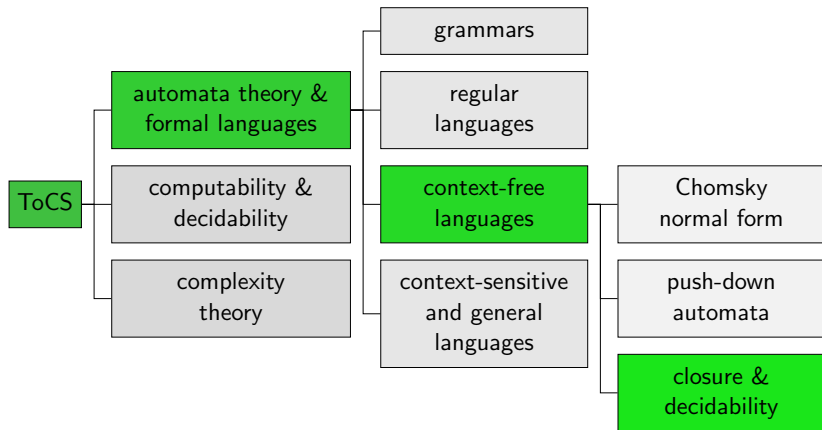 ToCS
automata theory &
formal languages
computability &
decidability
complexity
theory
grammars
regular
languages
context-free
languages
context-sensitive
and general
languages
Chomsky
normal form
push-down
automata
closure &
decidability